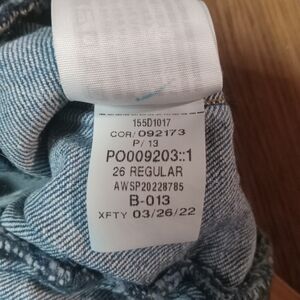 155D1017
COR/ 092173
P/ 13
PO009203::1
26 REGULAR
AWSP20228785
B-013
XFTY 03/26/22